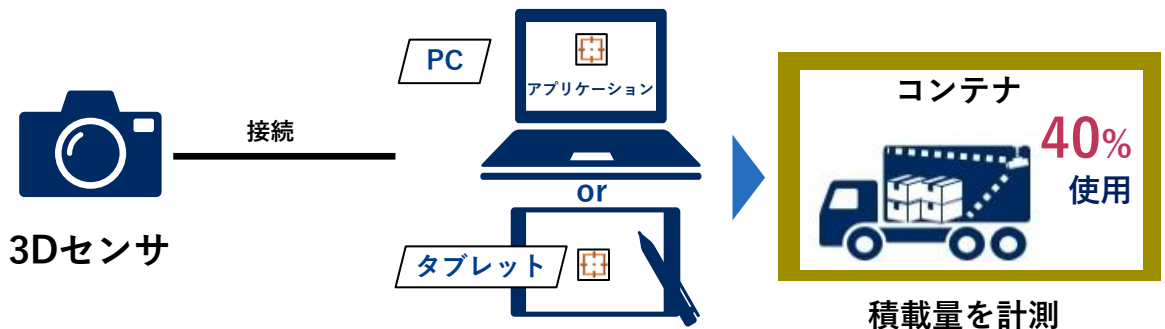 3Dセンサ
接続
PC
アプリケーション
or
タブレット
コンテナ
40%
使用
積載量を計測